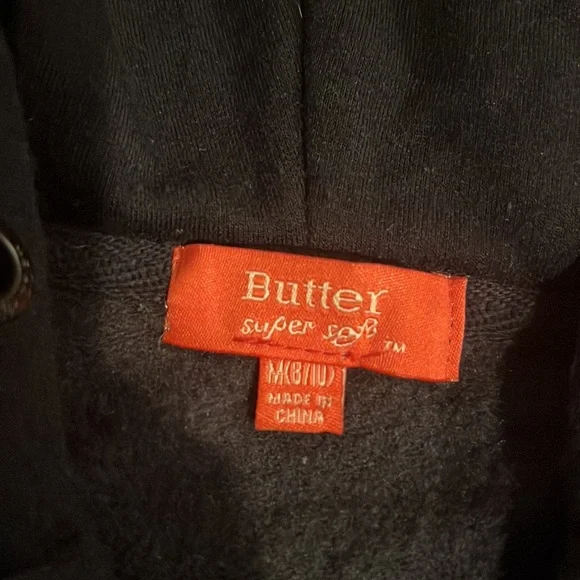 Butter
super soft
TM
M(8/10)
MADE IN
CHINA